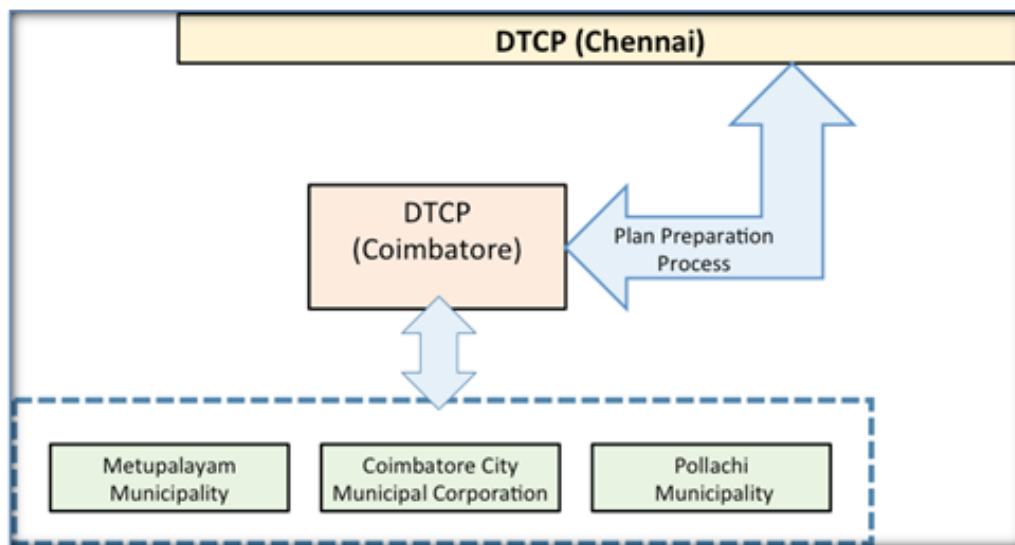 DTCP (Chennai)
DTCP
(Coimbatore)
Plan Preparation
Process
Metupalayam
Municipality
Coimbatore City
Municipal Corporation
Pollachi
Municipality